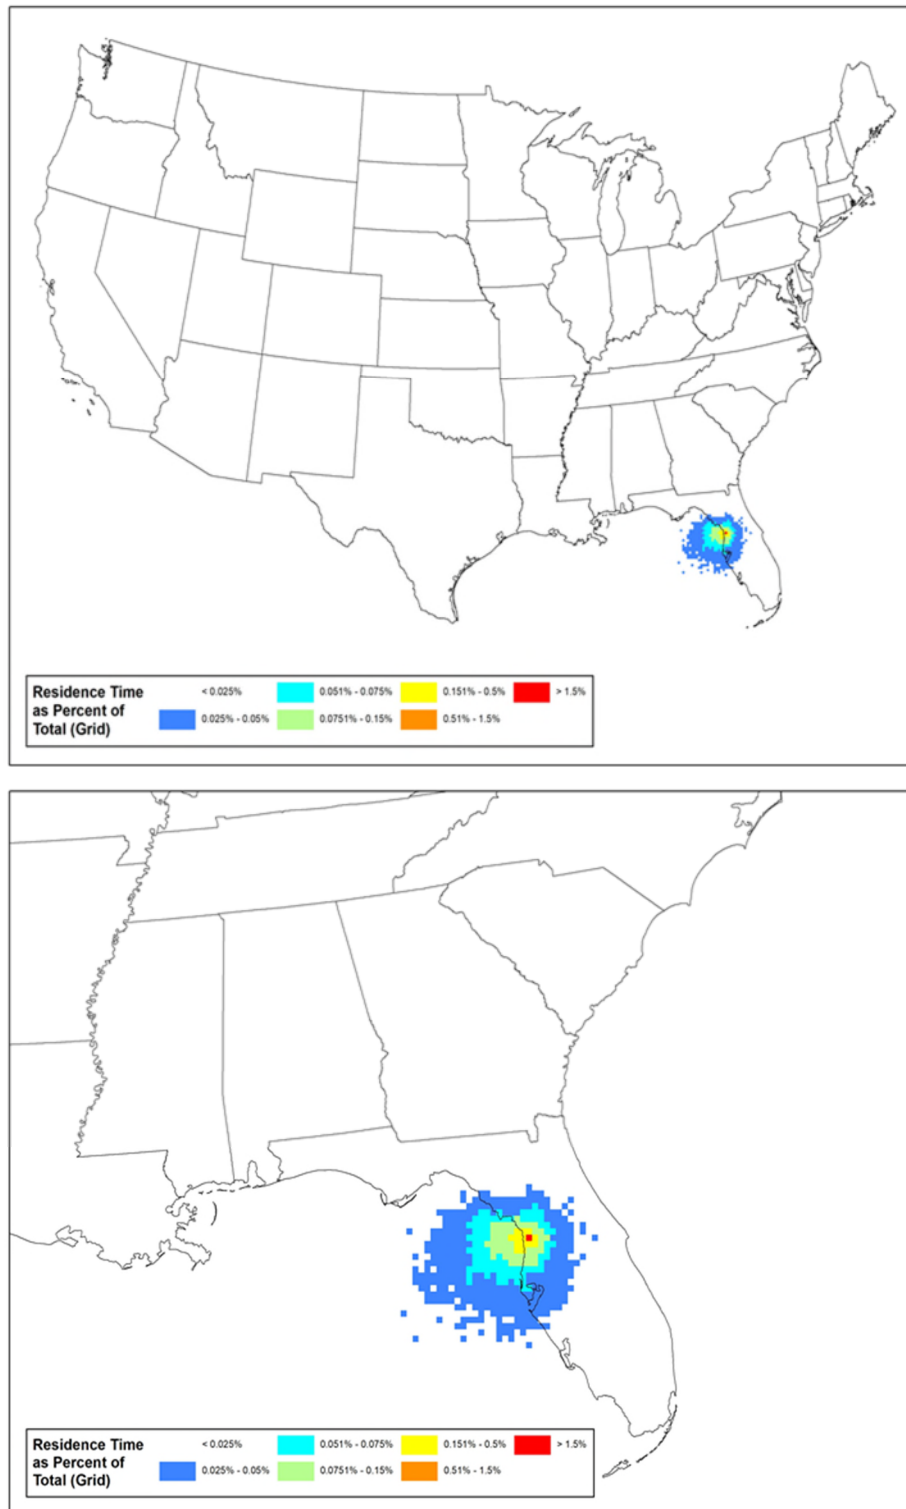 Residence Time
as Percent of
Total (Grid)
< 0.025% 0.051% - 0.075% 0.151% - 0.5% > 1.5%
0.025% - 0.05% 0.0751% - 0.15% 0.51% - 1.5%
Residence Time
as Percent of
Total (Grid)
< 0.025% 0.051% - 0.075% 0.151% - 0.5% > 1.5%
0.025% - 0.05% 0.0751% - 0.15% 0.51% - 1.5%